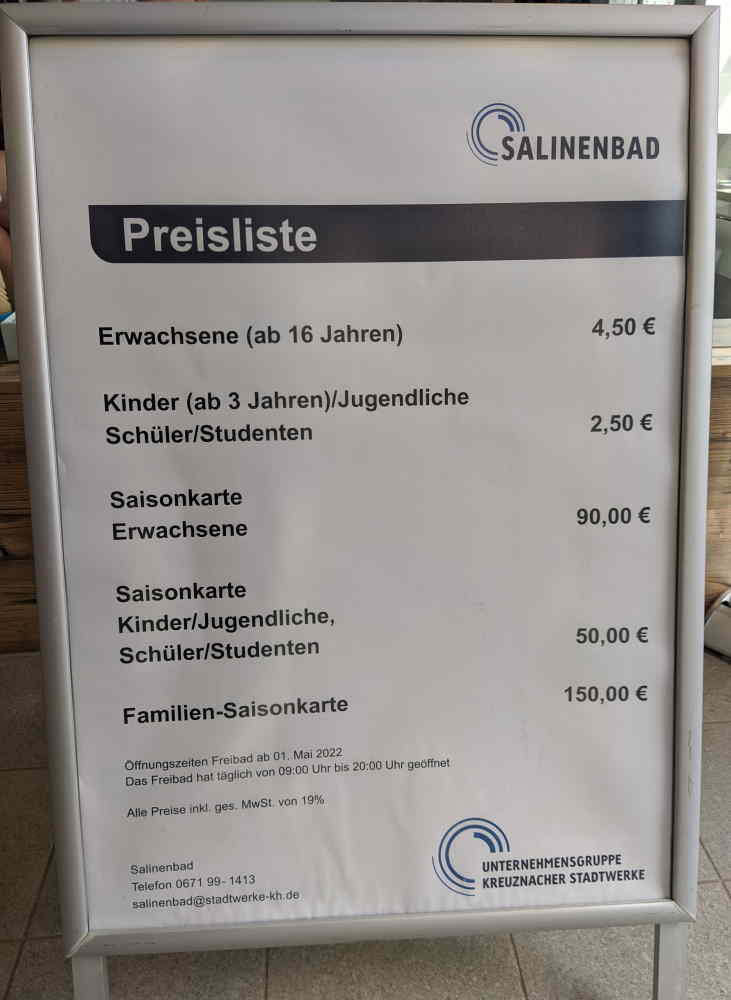 SALINENBAD
Preisliste
Erwachsene (ab 16 Jahren) 4,50 €
Kinder (ab 3 Jahren)/Jugendliche
Schüler/Studenten 2,50 €
Saisonkarte
Erwachsene 90,00 €
Saisonkarte
Kinder/Jugendliche,
Schüler/Studenten 50,00 €
Familien-Saisonkarte 150,00 €
Öffnungszeiten Freibad ab 01. Mai 2022
Das Freibad hat täglich von 09:00 Uhr bis 20:00 Uhr geöffnet
Alle Preise inkl. ges. MwSt. von 19%
Salinenbad
Telefon 0671 99- 1413
salinenbad@stadtwerke-kh.de
UNTERNEHMENSGRUPPE
KREUZNACHER STADTWERKE